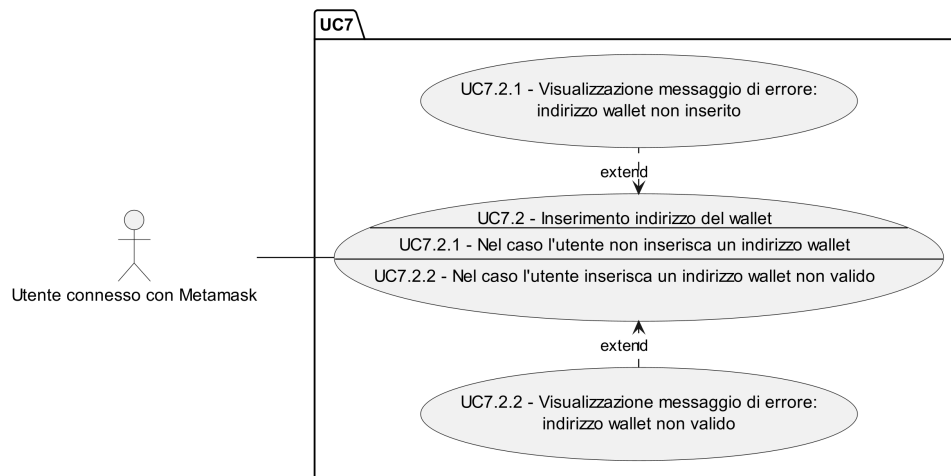 UC7
UC7.2.1 - Visualizzazione messaggio di errore:
indirizzo wallet non inserito
extend
UC7.2 - Inserimento indirizzo del wallet
UC7.2.1 - Nel caso l'utente non inserisca un indirizzo wallet
UC7.2.2 - Nel caso l'utente inserisca un indirizzo wallet non valido
Utente connesso con Metamask
extend
UC7.2.2 - Visualizzazione messaggio di errore:
indirizzo wallet non valido